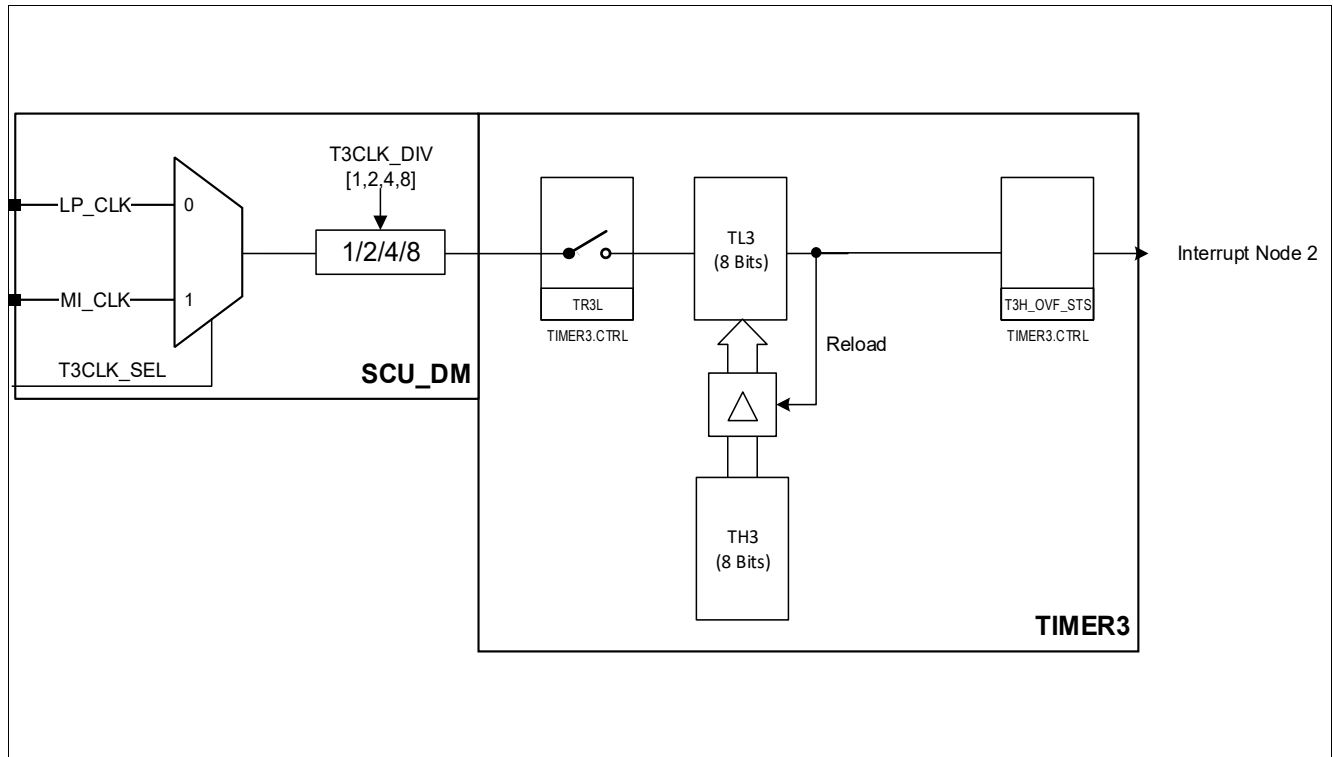 T3CLK_DIV
[1,2,4,8]
LP_CLK
0
1/2/4/8
MI_CLK
1
T3CLK_SEL
SCU_DM
TR3L
TIMER3.CTRL
TL3
(8 Bits)
Reload
TH3
(8 Bits)
T3H_OVF_STS
TIMER3.CTRL
Interrupt Node 2
TIMER3